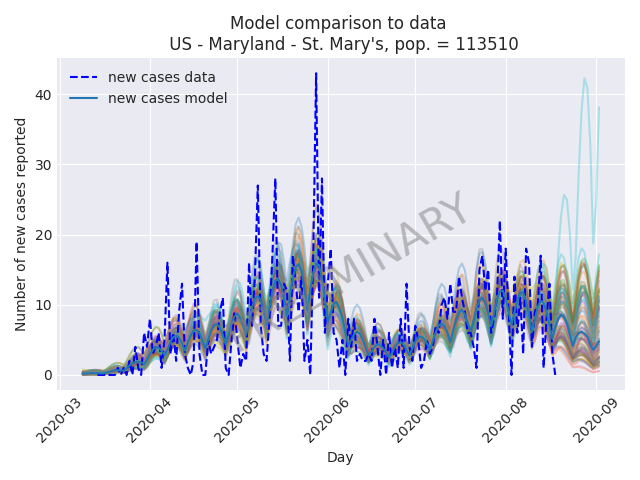 Model comparison to data
US - Maryland - St. Mary's, pop. = 113510
new cases data
new cases model
Number of new cases reported
40
30
20
10
0
2020-03
2020-04
2020-05
2020-06
2020-07
2020-08
2020-09
Day